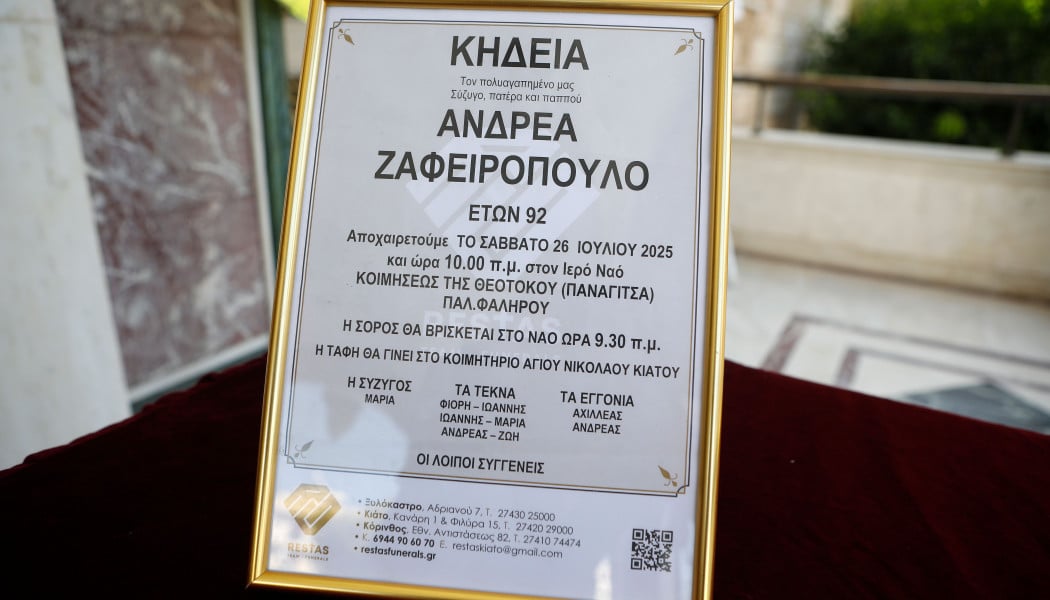 ΚΗΔΕΙΑ
Τον πολυαγαπημένο μας
Σύζυγο, πατέρα και παππού
ΑΝΔΡΕΑ
ΖΑΦΕΙΡΟΠΟΥΛΟ
ΕΤΩΝ 92
Αποχαιρετούμε ΤΟ ΣΑΒΒΑΤΟ 26 ΙΟΥΛΙΟΥ 2025
και ώρα 10.00 π.μ. στον Ιερό Ναό
ΚΟΙΜΗΣΕΩΣ ΤΗΣ ΘΕΟΤΟΚΟΥ (ΠΑΝΑΓΙΤΣΑ)
ΠΑΛ.ΦΑΛΗΡΟΥ
Η ΣΟΡΟΣ ΘΑ ΒΡΙΣΚΕΤΑΙ ΣΤΟ ΝΑΟ ΩΡΑ 9.30 π.μ.
Η ΤΑΦΗ ΘΑ ΓΙΝΕΙ ΣΤΟ ΚΟΙΜΗΤΗΡΙΟ ΑΓΙΟΥ ΝΙΚΟΛΑΟΥ ΚΙΑΤΟΥ
Η ΣΥΖΥΓΟΣ
ΜΑΡΙΑ
ΤΑ ΤΕΚΝΑ
ΦΙΟΡΗ – ΙΩΑΝΝΗΣ
ΙΩΑΝΝΗΣ – ΜΑΡΙΑ
ΑΝΔΡΕΑΣ – ΖΩΗ
ΤΑ ΕΓΓΟΝΙΑ
ΑΧΙΛΛΕΑΣ
ΑΝΔΡΕΑΣ
ΟΙ ΛΟΙΠΟΙ ΣΥΓΓΕΝΕΙΣ
RESTAS
• Ξυλόκαστρο, Αδριανού 7, Τ. 27430 25000
• Κιάτο, Κανάρη 1 & Φιλύρα 15, Τ. 27420 29000
• Κόρινθος, Εθν. Αντιστάσεως 82, Τ. 27410 74474
• Κ. 6944 90 60 70 E. restaskiato@gmail.com
• restasfunerals.gr